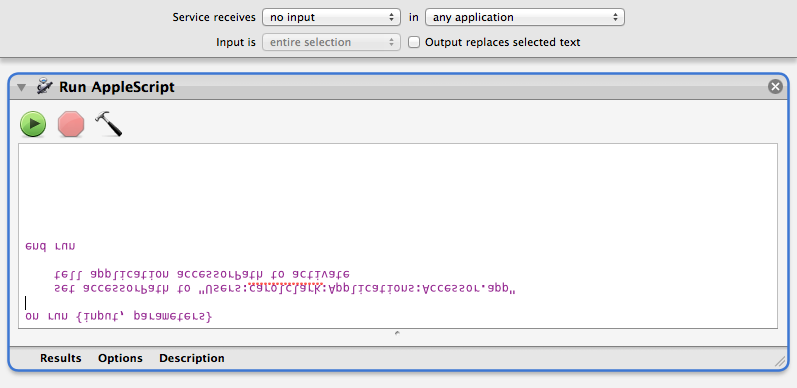 Service receives no input in any application
Input is entire selection Output replaces selected text
Run AppleScript
on run {input, parameters}
set accessorPath to "Users:carolclark:Applications:Accessor.app"
tell application accessorPath to activate
end run
Results Options Description